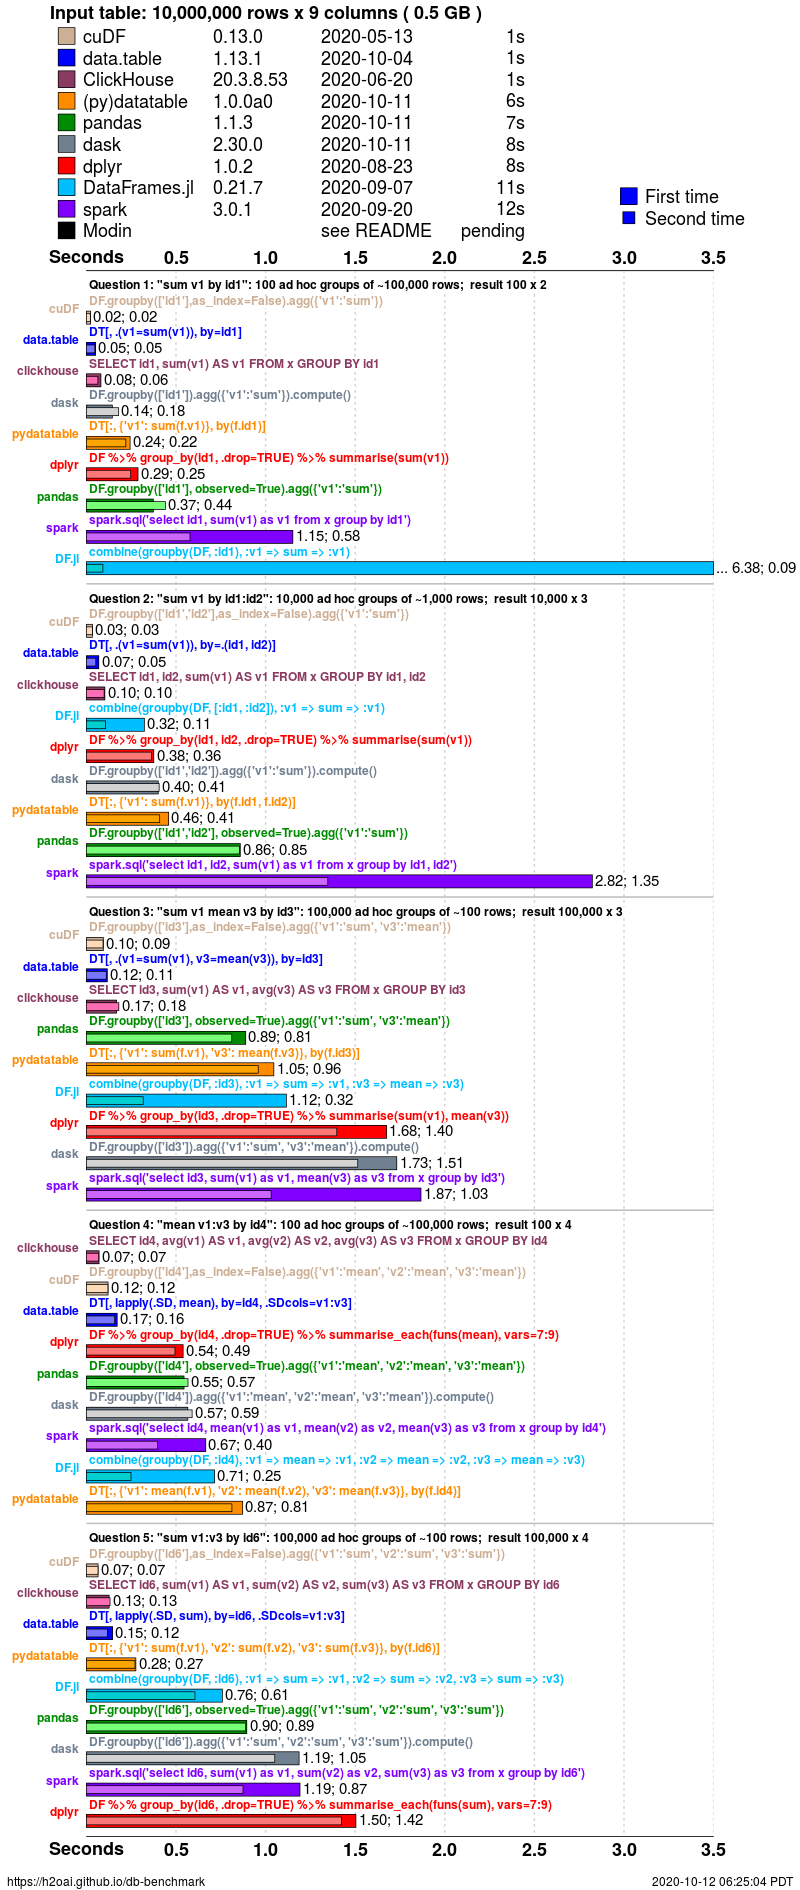 Input table: 10,000,000 rows x 9 columns ( 0.5 GB )
cuDF 0.13.0 2020-05-13 1s
data.table 1.13.1 2020-10-04 1s
ClickHouse 20.3.8.53 2020-06-20 1s
(py)datatable 1.0.0a0 2020-10-11 6s
pandas 1.1.3 2020-10-11 7s
dask 2.30.0 2020-10-11 8s
dplyr 1.0.2 2020-08-23 8s
DataFrames.jl 0.21.7 2020-09-07 11s
spark 3.0.1 2020-09-20 12s
Modin see README pending
First time
Second time
Seconds 0.5 1.0 1.5 2.0 2.5 3.0 3.5
Question 1: "sum v1 by id1": 100 ad hoc groups of ~100,000 rows; result 100 x 2
DF.groupby(['id1'],as_index=False).agg({'v1':'sum'})
cuDF 0.02; 0.02
DT[, .(v1=sum(v1)), by=id1]
data.table 0.05; 0.05
SELECT id1, sum(v1) AS v1 FROM x GROUP BY id1
clickhouse 0.08; 0.06
DF.groupby(['id1']).agg({'v1':'sum'}).compute()
dask 0.14; 0.18
DT[:, {'v1': sum(f.v1)}, by(f.id1)]
pydatatable 0.24; 0.22
DF %>% group_by(id1, .drop=TRUE) %>% summarise(sum(v1))
dplyr 0.29; 0.25
DF.groupby(['id1'], observed=True).agg({'v1':'sum'})
pandas 0.37; 0.44
spark.sql('select id1, sum(v1) as v1 from x group by id1')
spark 1.15; 0.58
combine(groupby(DF, :id1), :v1 => sum => :v1)
DF.jl ... 6.38; 0.09
Question 2: "sum v1 by id1:id2": 10,000 ad hoc groups of ~1,000 rows; result 10,000 x 3
DF.groupby(['id1','id2'],as_index=False).agg({'v1':'sum'})
cuDF 0.03; 0.03
DT[, .(v1=sum(v1)), by=.(id1, id2)]
data.table 0.07; 0.05
SELECT id1, id2, sum(v1) AS v1 FROM x GROUP BY id1, id2
clickhouse 0.10; 0.10
combine(groupby(DF, [:id1, :id2]), :v1 => sum => :v1)
DF.jl 0.32; 0.11
DF %>% group_by(id1, id2, .drop=TRUE) %>% summarise(sum(v1))
dplyr 0.38; 0.36
DF.groupby(['id1','id2']).agg({'v1':'sum'}).compute()
dask 0.40; 0.41
DT[:, {'v1': sum(f.v1)}, by(f.id1, f.id2)]
pydatatable 0.46; 0.41
DF.groupby(['id1','id2'], observed=True).agg({'v1':'sum'})
pandas 0.86; 0.85
spark.sql('select id1, id2, sum(v1) as v1 from x group by id1, id2')
spark 2.82; 1.35
Question 3: "sum v1 mean v3 by id3": 100,000 ad hoc groups of ~100 rows; result 100,000 x 3
DF.groupby(['id3'],as_index=False).agg({'v1':'sum', 'v3':'mean'})
cuDF 0.10; 0.09
DT[, .(v1=sum(v1), v3=mean(v3)), by=id3]
data.table 0.12; 0.11
SELECT id3, sum(v1) AS v1, avg(v3) AS v3 FROM x GROUP BY id3
clickhouse 0.17; 0.18
DF.groupby(['id3'], observed=True).agg({'v1':'sum', 'v3':'mean'})
pandas 0.89; 0.81
DT[:, {'v1': sum(f.v1), 'v3': mean(f.v3)}, by(f.id3)]
pydatatable 1.05; 0.96
combine(groupby(DF, :id3), :v1 => sum => :v1, :v3 => mean => :v3)
DF.jl 1.12; 0.32
DF %>% group_by(id3, .drop=TRUE) %>% summarise(sum(v1), mean(v3))
dplyr 1.68; 1.40
DF.groupby(['id3']).agg({'v1':'sum', 'v3':'mean'}).compute()
dask 1.73; 1.51
spark.sql('select id3, sum(v1) as v1, mean(v3) as v3 from x group by id3')
spark 1.87; 1.03
Question 4: "mean v1:v3 by id4": 100 ad hoc groups of ~100,000 rows; result 100 x 4
SELECT id4, avg(v1) AS v1, avg(v2) AS v2, avg(v3) AS v3 FROM x GROUP BY id4
clickhouse 0.07; 0.07
DF.groupby(['id4'],as_index=False).agg({'v1':'mean', 'v2':'mean', 'v3':'mean'})
cuDF 0.12; 0.12
DT[, lapply(.SD, mean), by=id4, .SDcols=v1:v3]
data.table 0.17; 0.16
DF %>% group_by(id4, .drop=TRUE) %>% summarise_each(funs(mean), vars=7:9)
dplyr 0.54; 0.49
DF.groupby(['id4'], observed=True).agg({'v1':'mean', 'v2':'mean', 'v3':'mean'})
pandas 0.55; 0.57
DF.groupby(['id4']).agg({'v1':'mean', 'v2':'mean', 'v3':'mean'}).compute()
dask 0.57; 0.59
spark.sql('select id4, mean(v1) as v1, mean(v2) as v2, mean(v3) as v3 from x group by id4')
spark 0.67; 0.40
combine(groupby(DF, :id4), :v1 => mean => :v1, :v2 => mean => :v2, :v3 => mean => :v3)
DF.jl 0.71; 0.25
DT[:, {'v1': mean(f.v1), 'v2': mean(f.v2), 'v3': mean(f.v3)}, by(f.id4)]
pydatatable 0.87; 0.81
Question 5: "sum v1:v3 by id6": 100,000 ad hoc groups of ~100 rows; result 100,000 x 4
DF.groupby(['id6'],as_index=False).agg({'v1':'sum', 'v2':'sum', 'v3':'sum'})
cuDF 0.07; 0.07
SELECT id6, sum(v1) AS v1, sum(v2) AS v2, sum(v3) AS v3 FROM x GROUP BY id6
clickhouse 0.13; 0.13
DT[, lapply(.SD, sum), by=id6, .SDcols=v1:v3]
data.table 0.15; 0.12
DT[:, {'v1': sum(f.v1), 'v2': sum(f.v2), 'v3': sum(f.v3)}, by(f.id6)]
pydatatable 0.28; 0.27
combine(groupby(DF, :id6), :v1 => sum => :v1, :v2 => sum => :v2, :v3 => sum => :v3)
DF.jl 0.76; 0.61
DF.groupby(['id6'], observed=True).agg({'v1':'sum', 'v2':'sum', 'v3':'sum'})
pandas 0.90; 0.89
DF.groupby(['id6']).agg({'v1':'sum', 'v2':'sum', 'v3':'sum'}).compute()
dask 1.19; 1.05
spark.sql('select id6, sum(v1) as v1, sum(v2) as v2, sum(v3) as v3 from x group by id6')
spark 1.19; 0.87
DF %>% group_by(id6, .drop=TRUE) %>% summarise_each(funs(sum), vars=7:9)
dplyr 1.50; 1.42
Seconds 0.5 1.0 1.5 2.0 2.5 3.0 3.5
https://h2oai.github.io/db-benchmark 2020-10-12 06:25:04 PDT